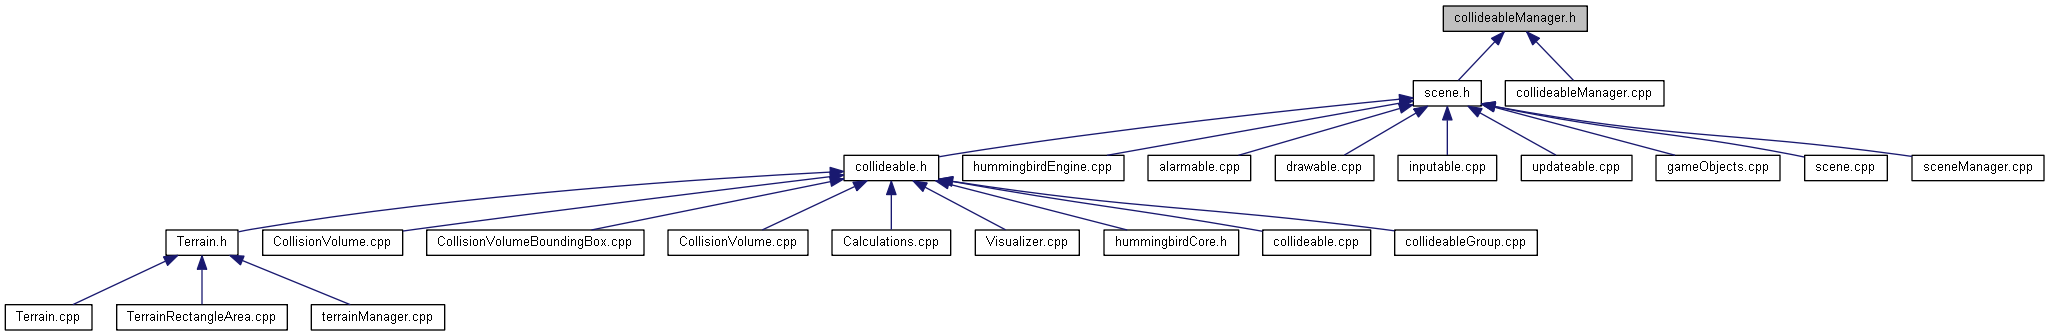 collideableManager.h
scene.h
collideableManager.cpp
collideable.h
hummingbirdEngine.cpp
alarmable.cpp
drawable.cpp
inputable.cpp
updateable.cpp
gameObjects.cpp
scene.cpp
sceneManager.cpp
Terrain.h
CollisionVolume.cpp
CollisionVolumeBoundingBox.cpp
CollisionVolume.cpp
Calculations.cpp
Visualizer.cpp
hummingbirdCore.h
collideable.cpp
collideableGroup.cpp
Terrain.cpp
TerrainRectangleArea.cpp
terrainManager.cpp